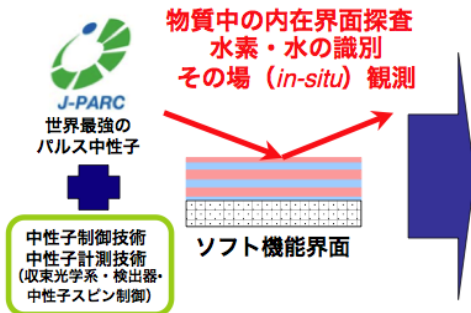 物質中の内在界面探査
水素・水の識別
その場（in-situ）観測
J-PARC
世界最強の
パルス中性子
中性子制御技術
中性子計測技術
（収束光学系・検出器・
中性子スピン制御）
ソフト機能界面